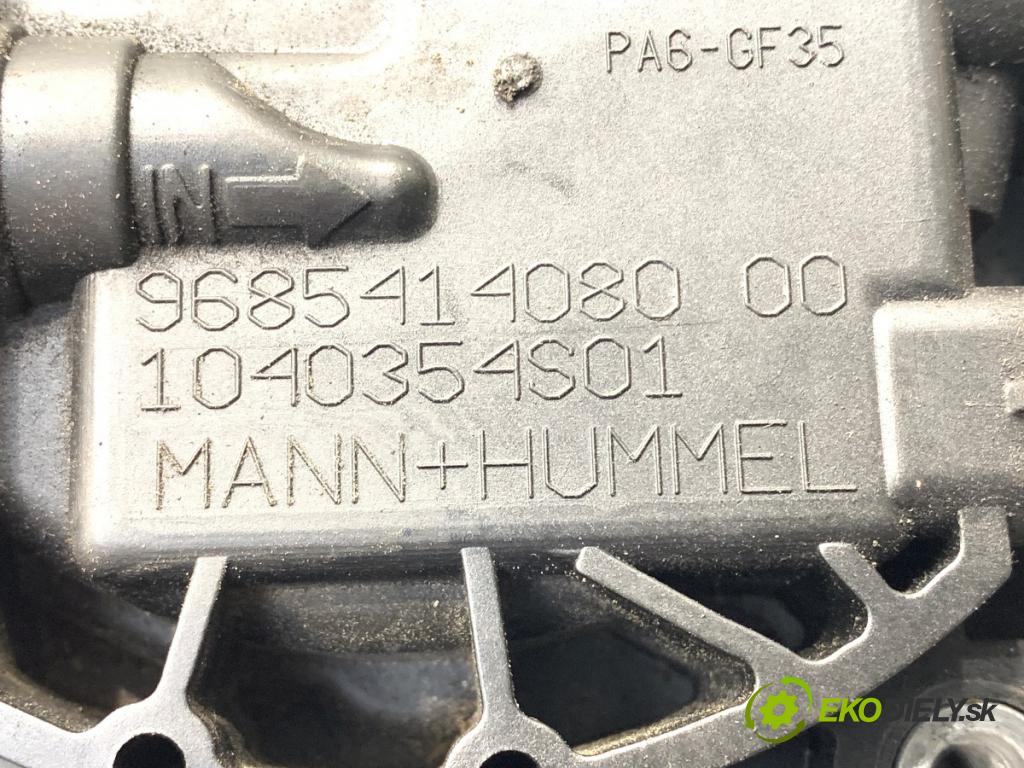 PA6-GF35
IN
9685414080 00
1040354S01
MANN+HUMMEL
EKODIELY.sk